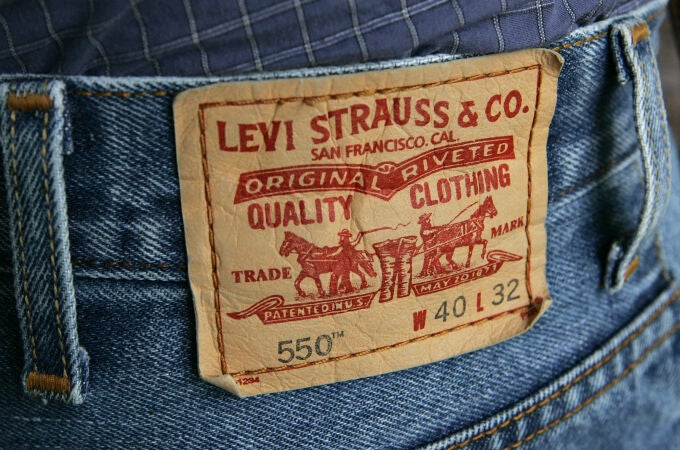 LEVI STRAUSS & CO.
SAN FRANCISCO. CAL
ORIGINAL RIVETED
QUALITY CLOTHING
TRADE MARK
PATENTED IN U.S. MAY 20 1873
550™ W 40 L 32
1284